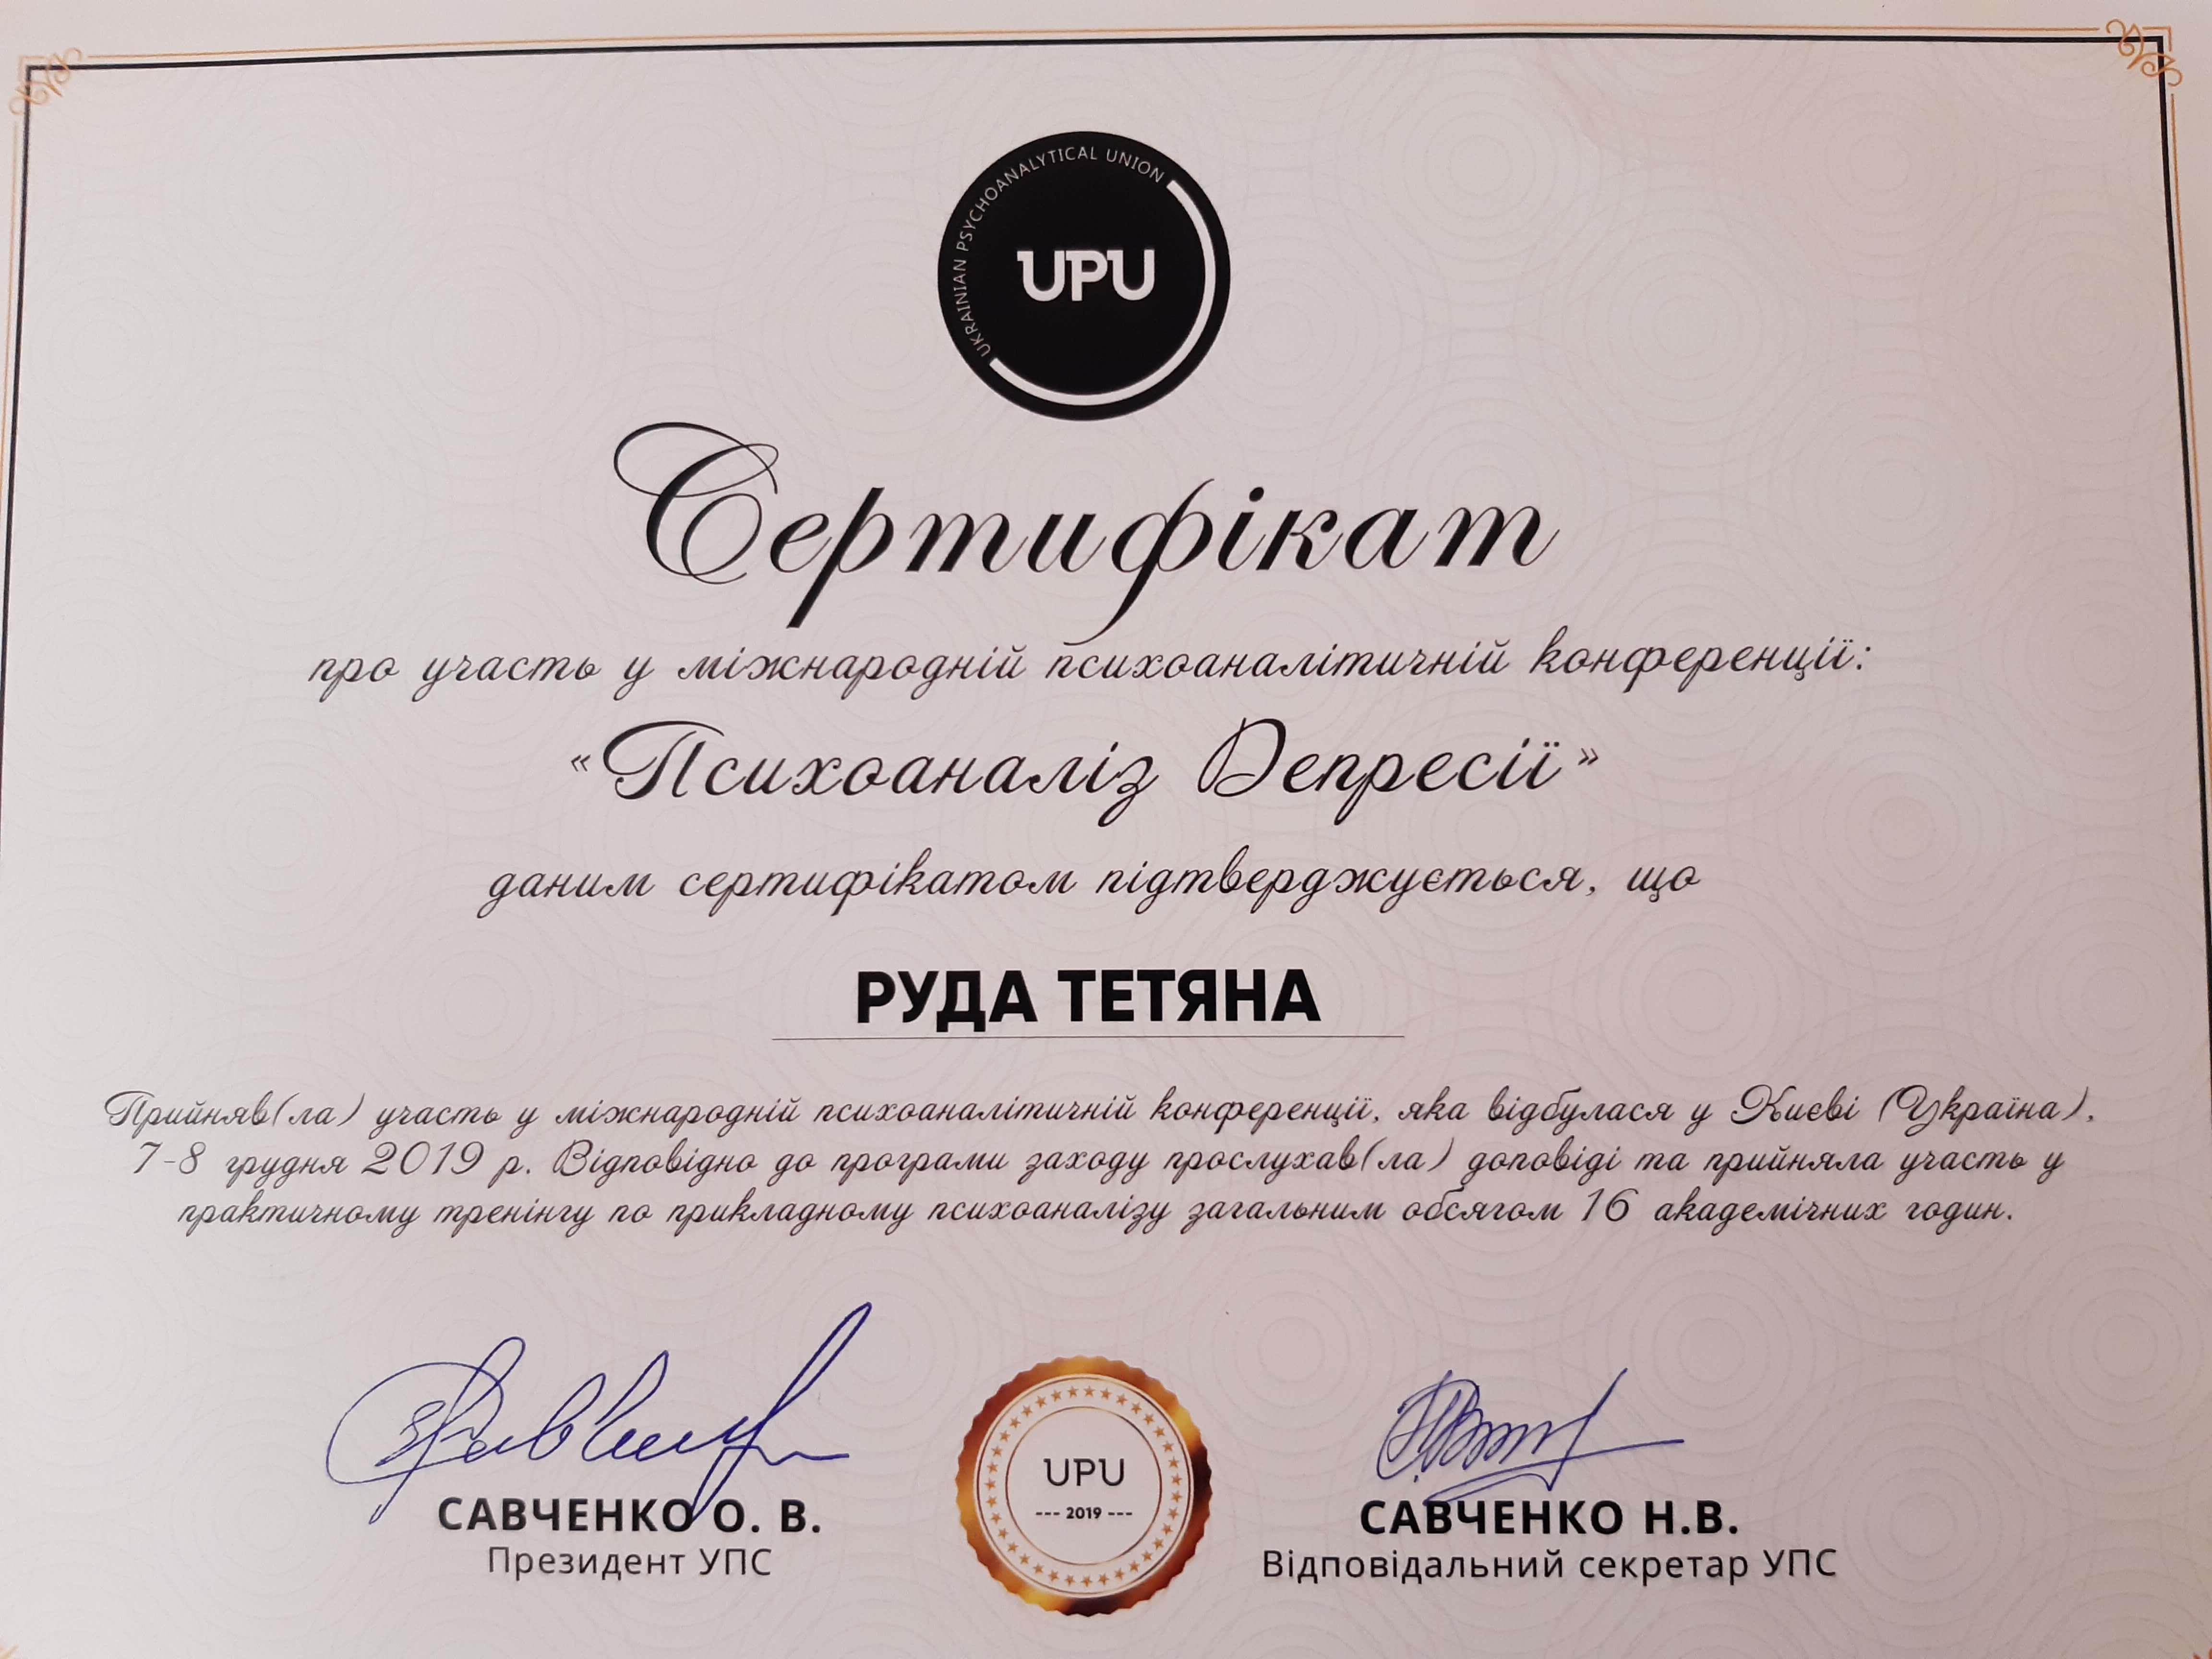 UKRAINIAN PSYCHOANALYTICAL UNION
UPU
Сертифікат
про участь у міжнародній психоаналітичній конференції:
«Психоаналіз Депресії»
даним сертифікатом підтверджується, що
РУДА ТЕТЯНА
Прийняв(ла) участь у міжнародній психоаналітичній конференції, яка відбулася у Києві (Україна),
7-8 грудня 2019 р. Відповідно до програми заходу прослухав(ла) доповіді та прийняла участь у
практичному тренінгу по прикладному психоаналізу загальним обсягом 16 академічних годин.
САВЧЕНКО О. В.
Президент УПС
UPU
--- 2019 ---
САВЧЕНКО Н.В.
Відповідальний секретар УПС